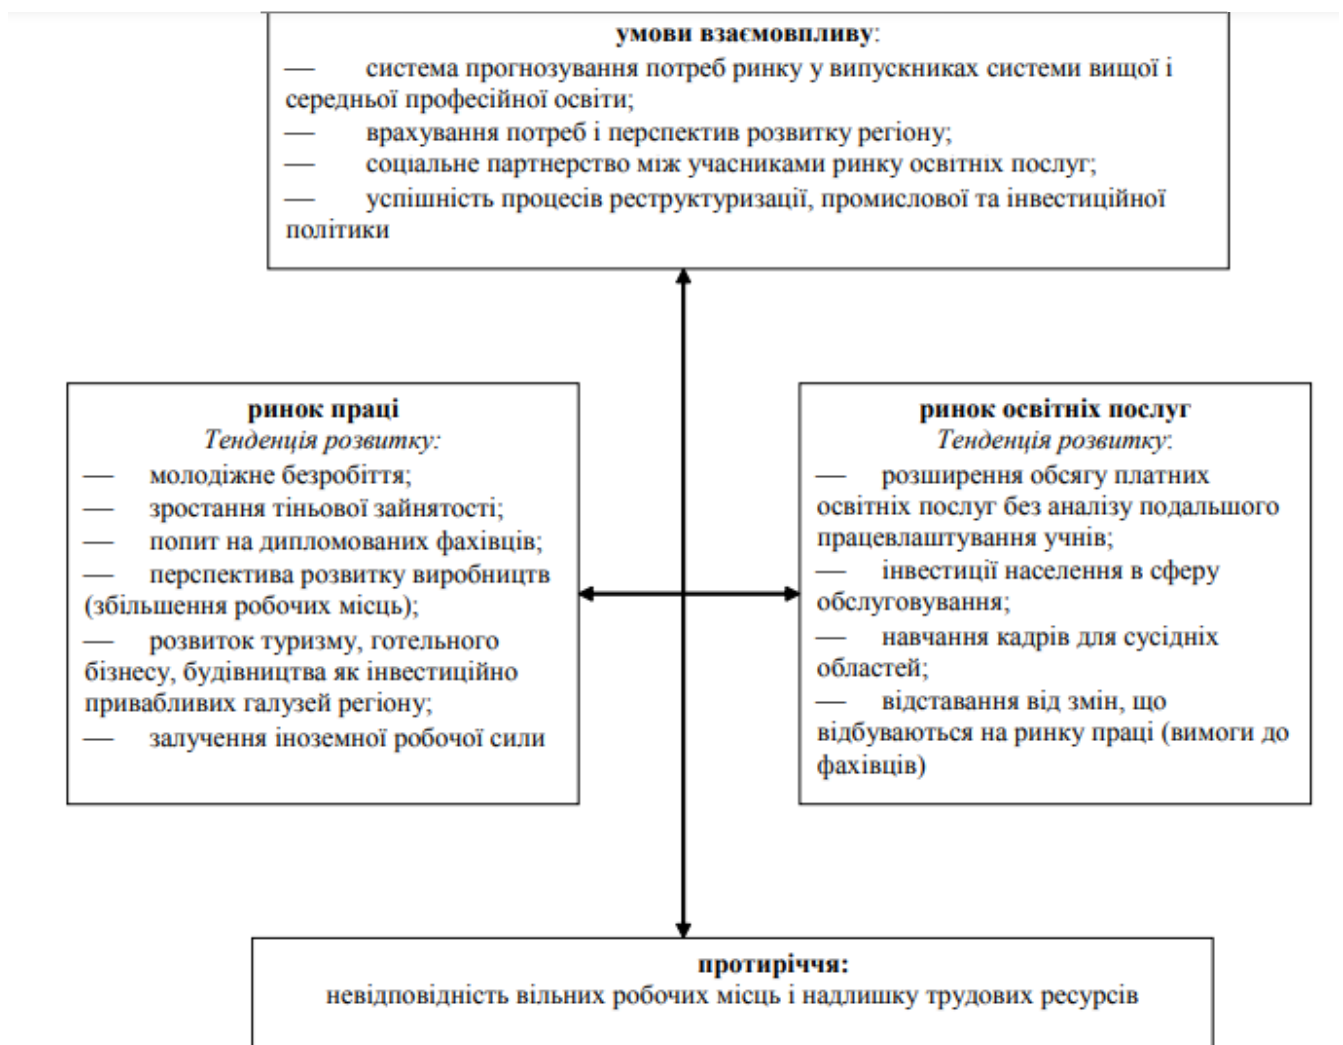 умови взаємовпливу:
— система прогнозування потреб ринку у випускниках системи вищої і
середньої професійної освіти;
— врахування потреб і перспектив розвитку регіону;
— соціальне партнерство між учасниками ринку освітніх послуг;
— успішність процесів реструктуризації, промислової та інвестиційної
політики
ринок праці
Тенденція розвитку:
— молодіжне безробіття;
— зростання тіньової зайнятості;
— попит на дипломованих фахівців;
— перспектива розвитку виробництв
(збільшення робочих місць);
— розвиток туризму, готельного
бізнесу, будівництва як інвестиційно
привабливих галузей регіону;
— залучення іноземної робочої сили
ринок освітніх послуг
Тенденція розвитку:
— розширення обсягу платних
освітніх послуг без аналізу подальшого
працевлаштування учнів;
— інвестиції населення в сферу
обслуговування;
— навчання кадрів для сусідніх
областей;
— відставання від змін, що
відбуваються на ринку праці (вимоги до
фахівців)
протиріччя:
невідповідність вільних робочих місць і надлишку трудових ресурсів